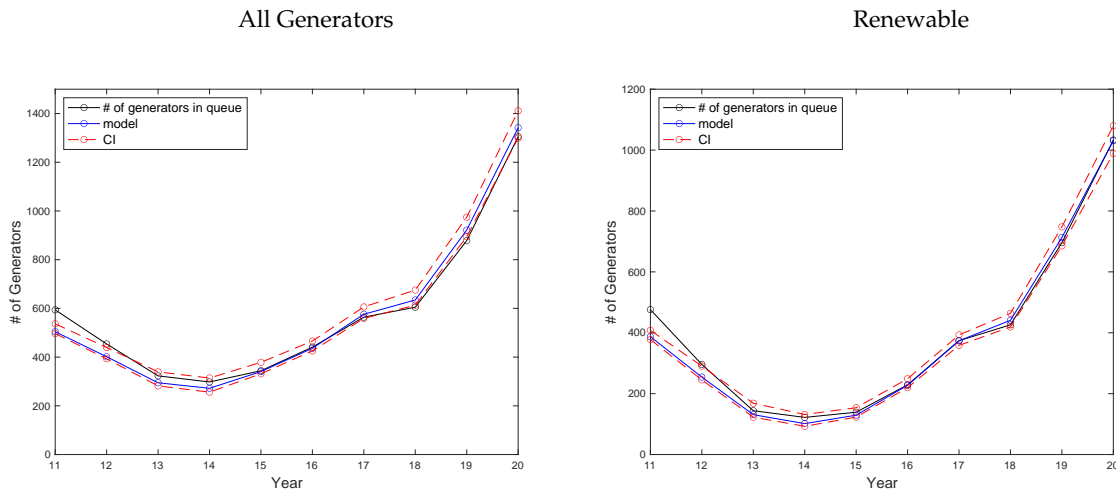 All Generators
Renewable
# of generators in queue
model
CI
1400
1200
1000
800
600
400
200
0
# of Generators
11 12 13 14 15 16 17 18 19 20
Year
# of generators in queue
model
CI
1200
1000
800
600
400
200
0
# of Generators
11 12 13 14 15 16 17 18 19 20
Year